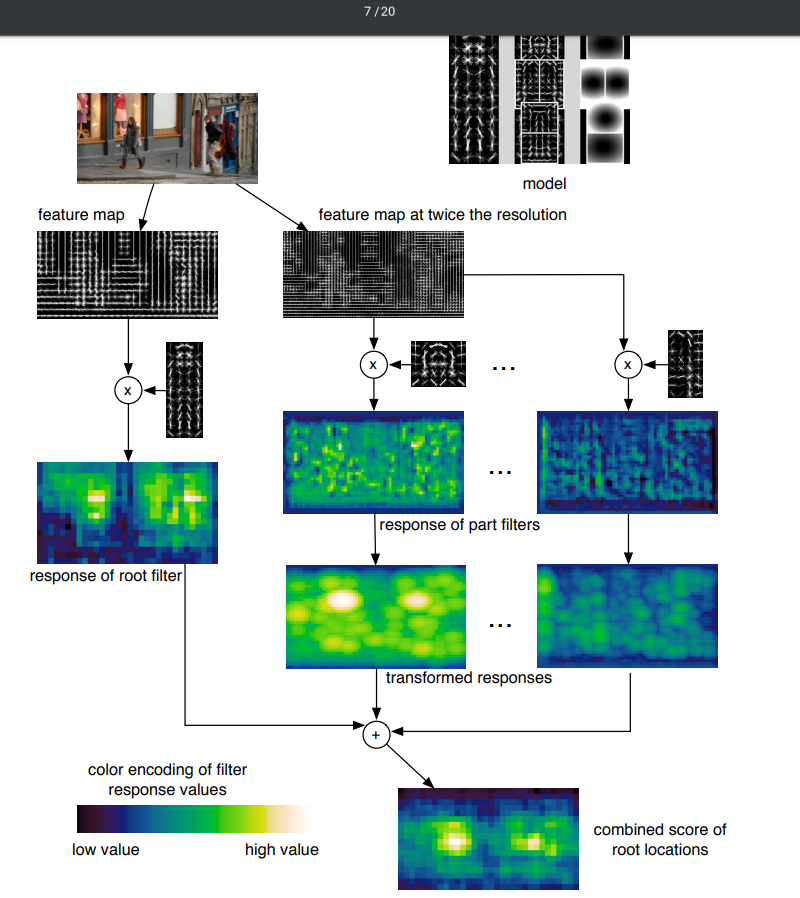 7 / 20
model
feature map
feature map at twice the resolution
x
x
x
...
response of part filters
...
response of root filter
...
transformed responses
+
color encoding of filter
response values
low value
high value
combined score of
root locations